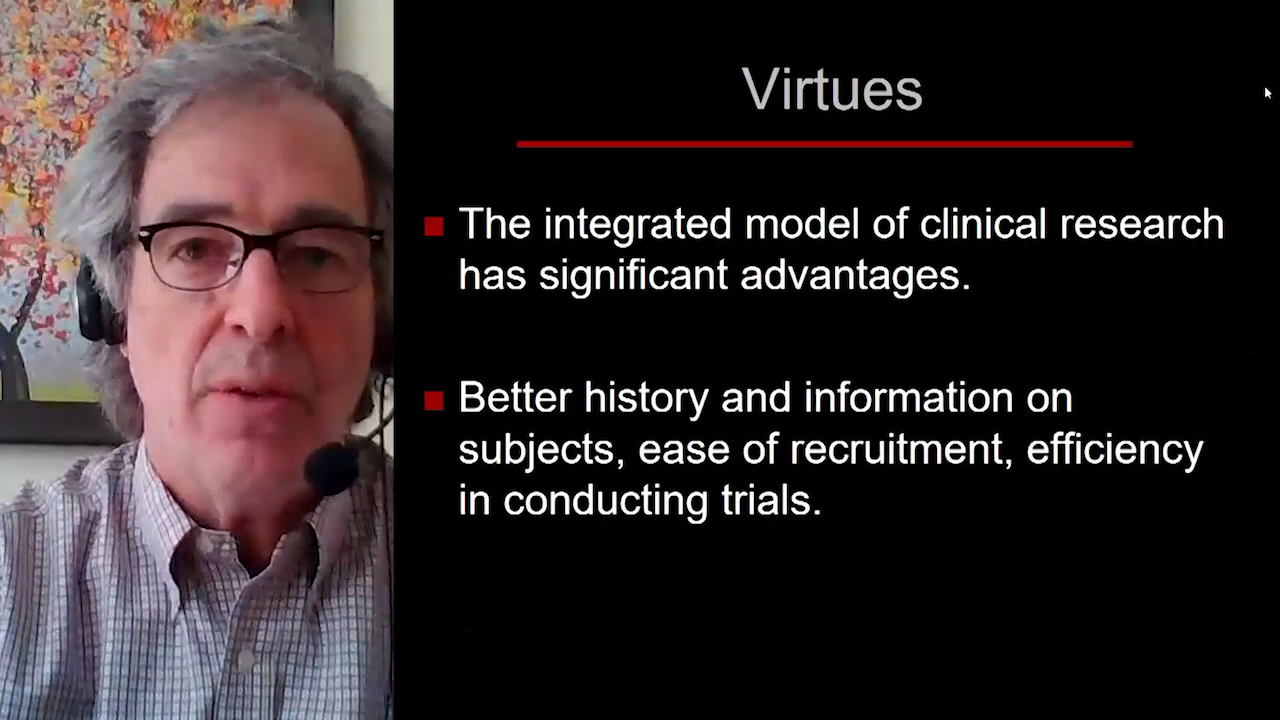 Virtues
The integrated model of clinical research
has significant advantages.
Better history and information on
subjects, ease of recruitment, efficiency
in conducting trials.